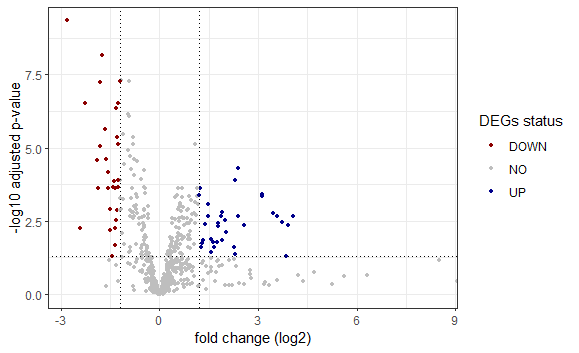 7.5
5.0
2.5
0.0
-log10 adjusted p-value
-3
0
3
6
9
fold change (log2)
DEGs status
DOWN
NO
UP